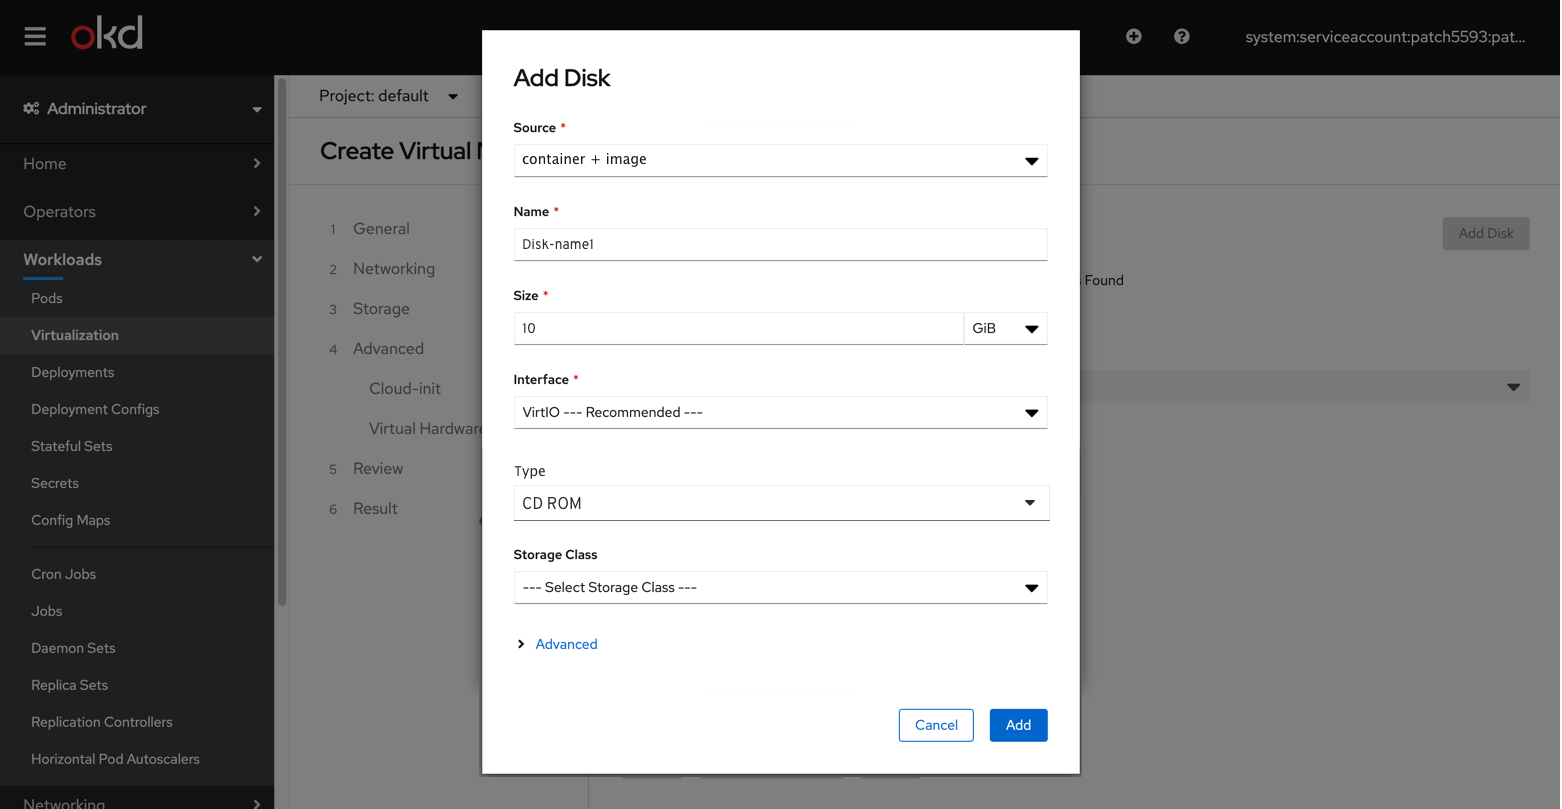 okd
system:serviceaccount:patch5593:pat...
Administrator
Home
Operators
Workloads
Pods
Virtualization
Deployments
Deployment Configs
Stateful Sets
Secrets
Config Maps
Cron Jobs
Jobs
Daemon Sets
Replica Sets
Replication Controllers
Horizontal Pod Autoscalers
Networking
Project: default
Create Virtual
1 General
2 Networking
3 Storage
4 Advanced
Cloud-init
Virtual Hardware
5 Review
6 Result
Add Disk
Found
Add Disk
Source *
container + image
Name *
Disk-name1
Size *
10 GiB
Interface *
VirtIO --- Recommended ---
Type
CD ROM
Storage Class
--- Select Storage Class ---
Advanced
Cancel Add